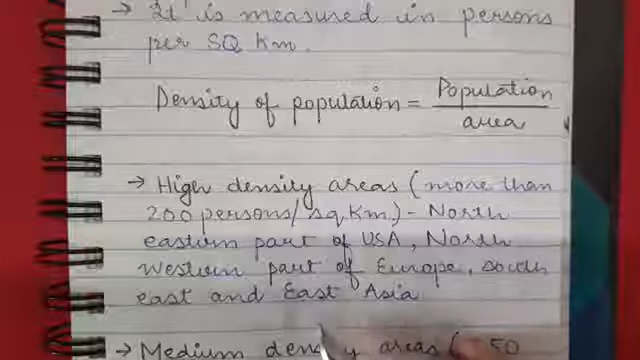 → It is measured in persons
per SQ Km.
Density of population = Population
area
→ Higher density areas (more than
200 persons/sq.Km.) - North
eastern part of USA, North
western part of Europe, south
east and East Asia
→ Medium density areas ( 50